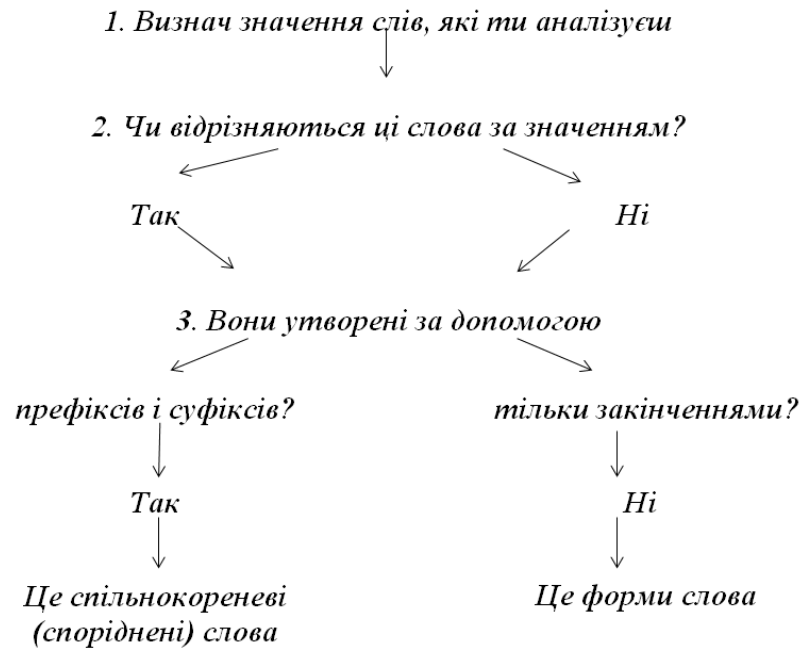 1. Визнач значення слів, які ти аналізуєш
2. Чи відрізняються ці слова за значенням?
Так Ні
3. Вони утворені за допомогою
префіксів і суфіксів? тільки закінченнями?
Так Ні
Це спільнокореневі Це форми слова
(споріднені) слова